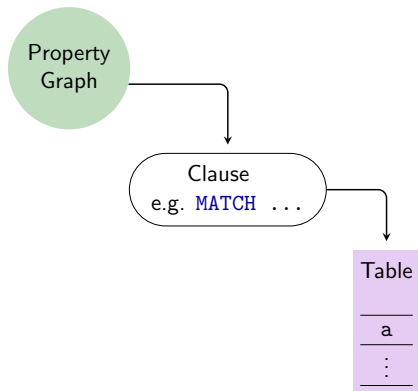 Property
Graph
Clause
e.g. MATCH ...
Table
a
⋮